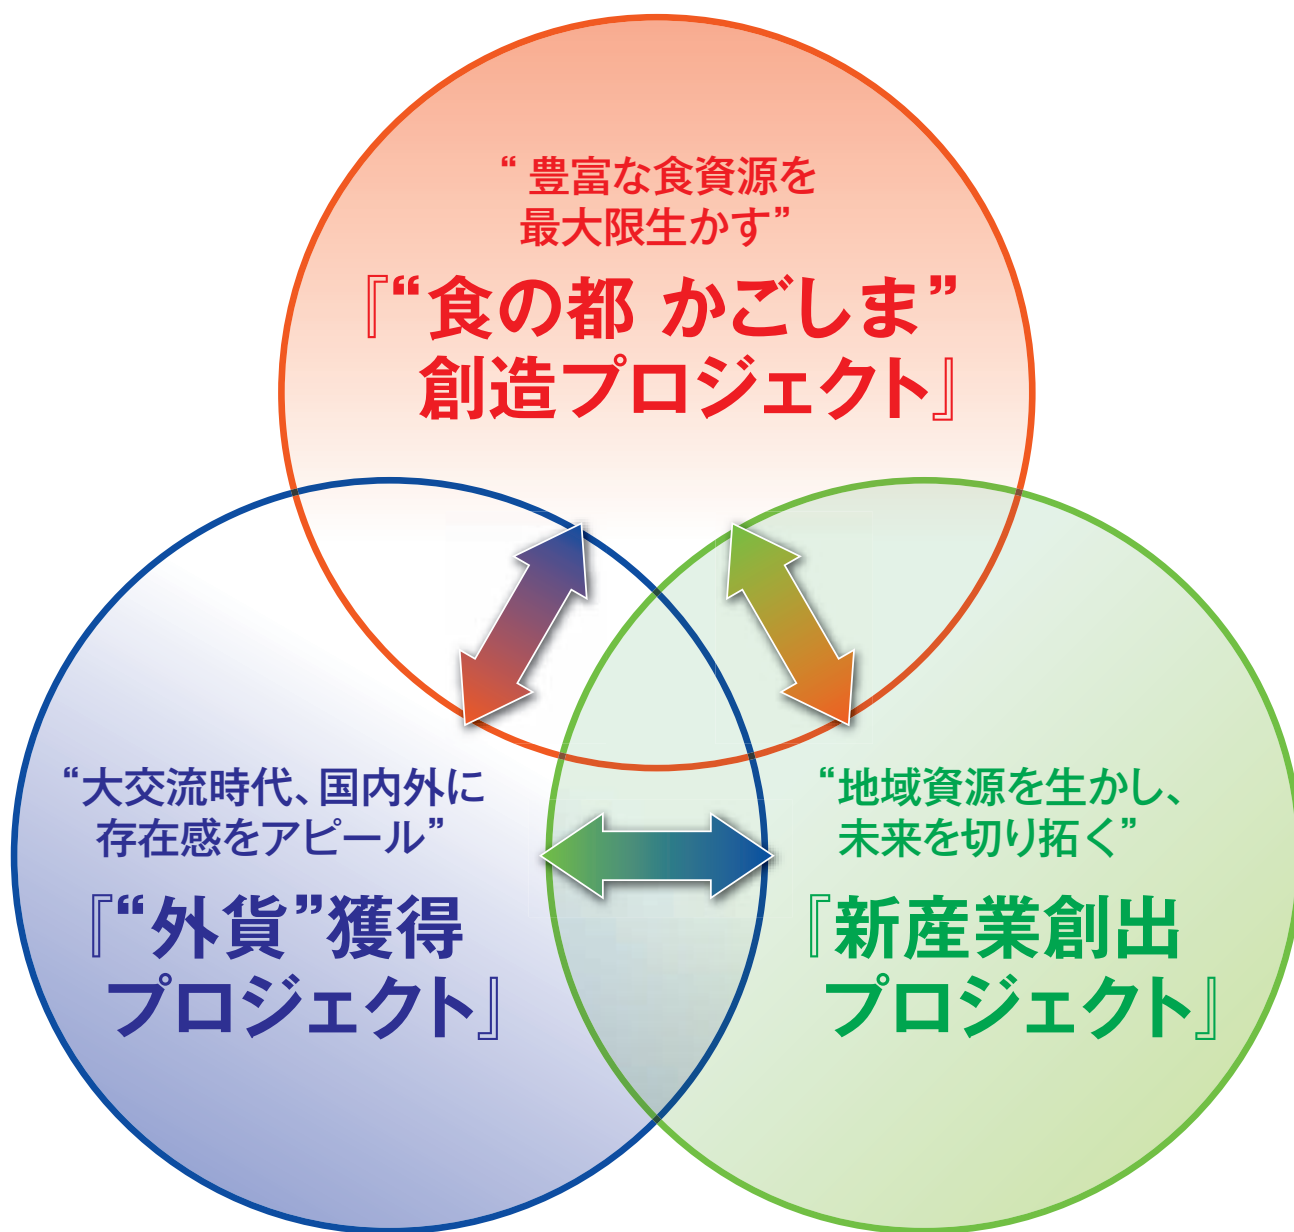 “豊富な食資源を
最大限生かす”
『“食の都 かごしま”
創造プロジェクト』
“大交流時代、国内外に
存在感をアピール”
『“外貨”獲得
プロジェクト』
“地域資源を生かし、
未来を切り拓く”
『新産業創出
プロジェクト』